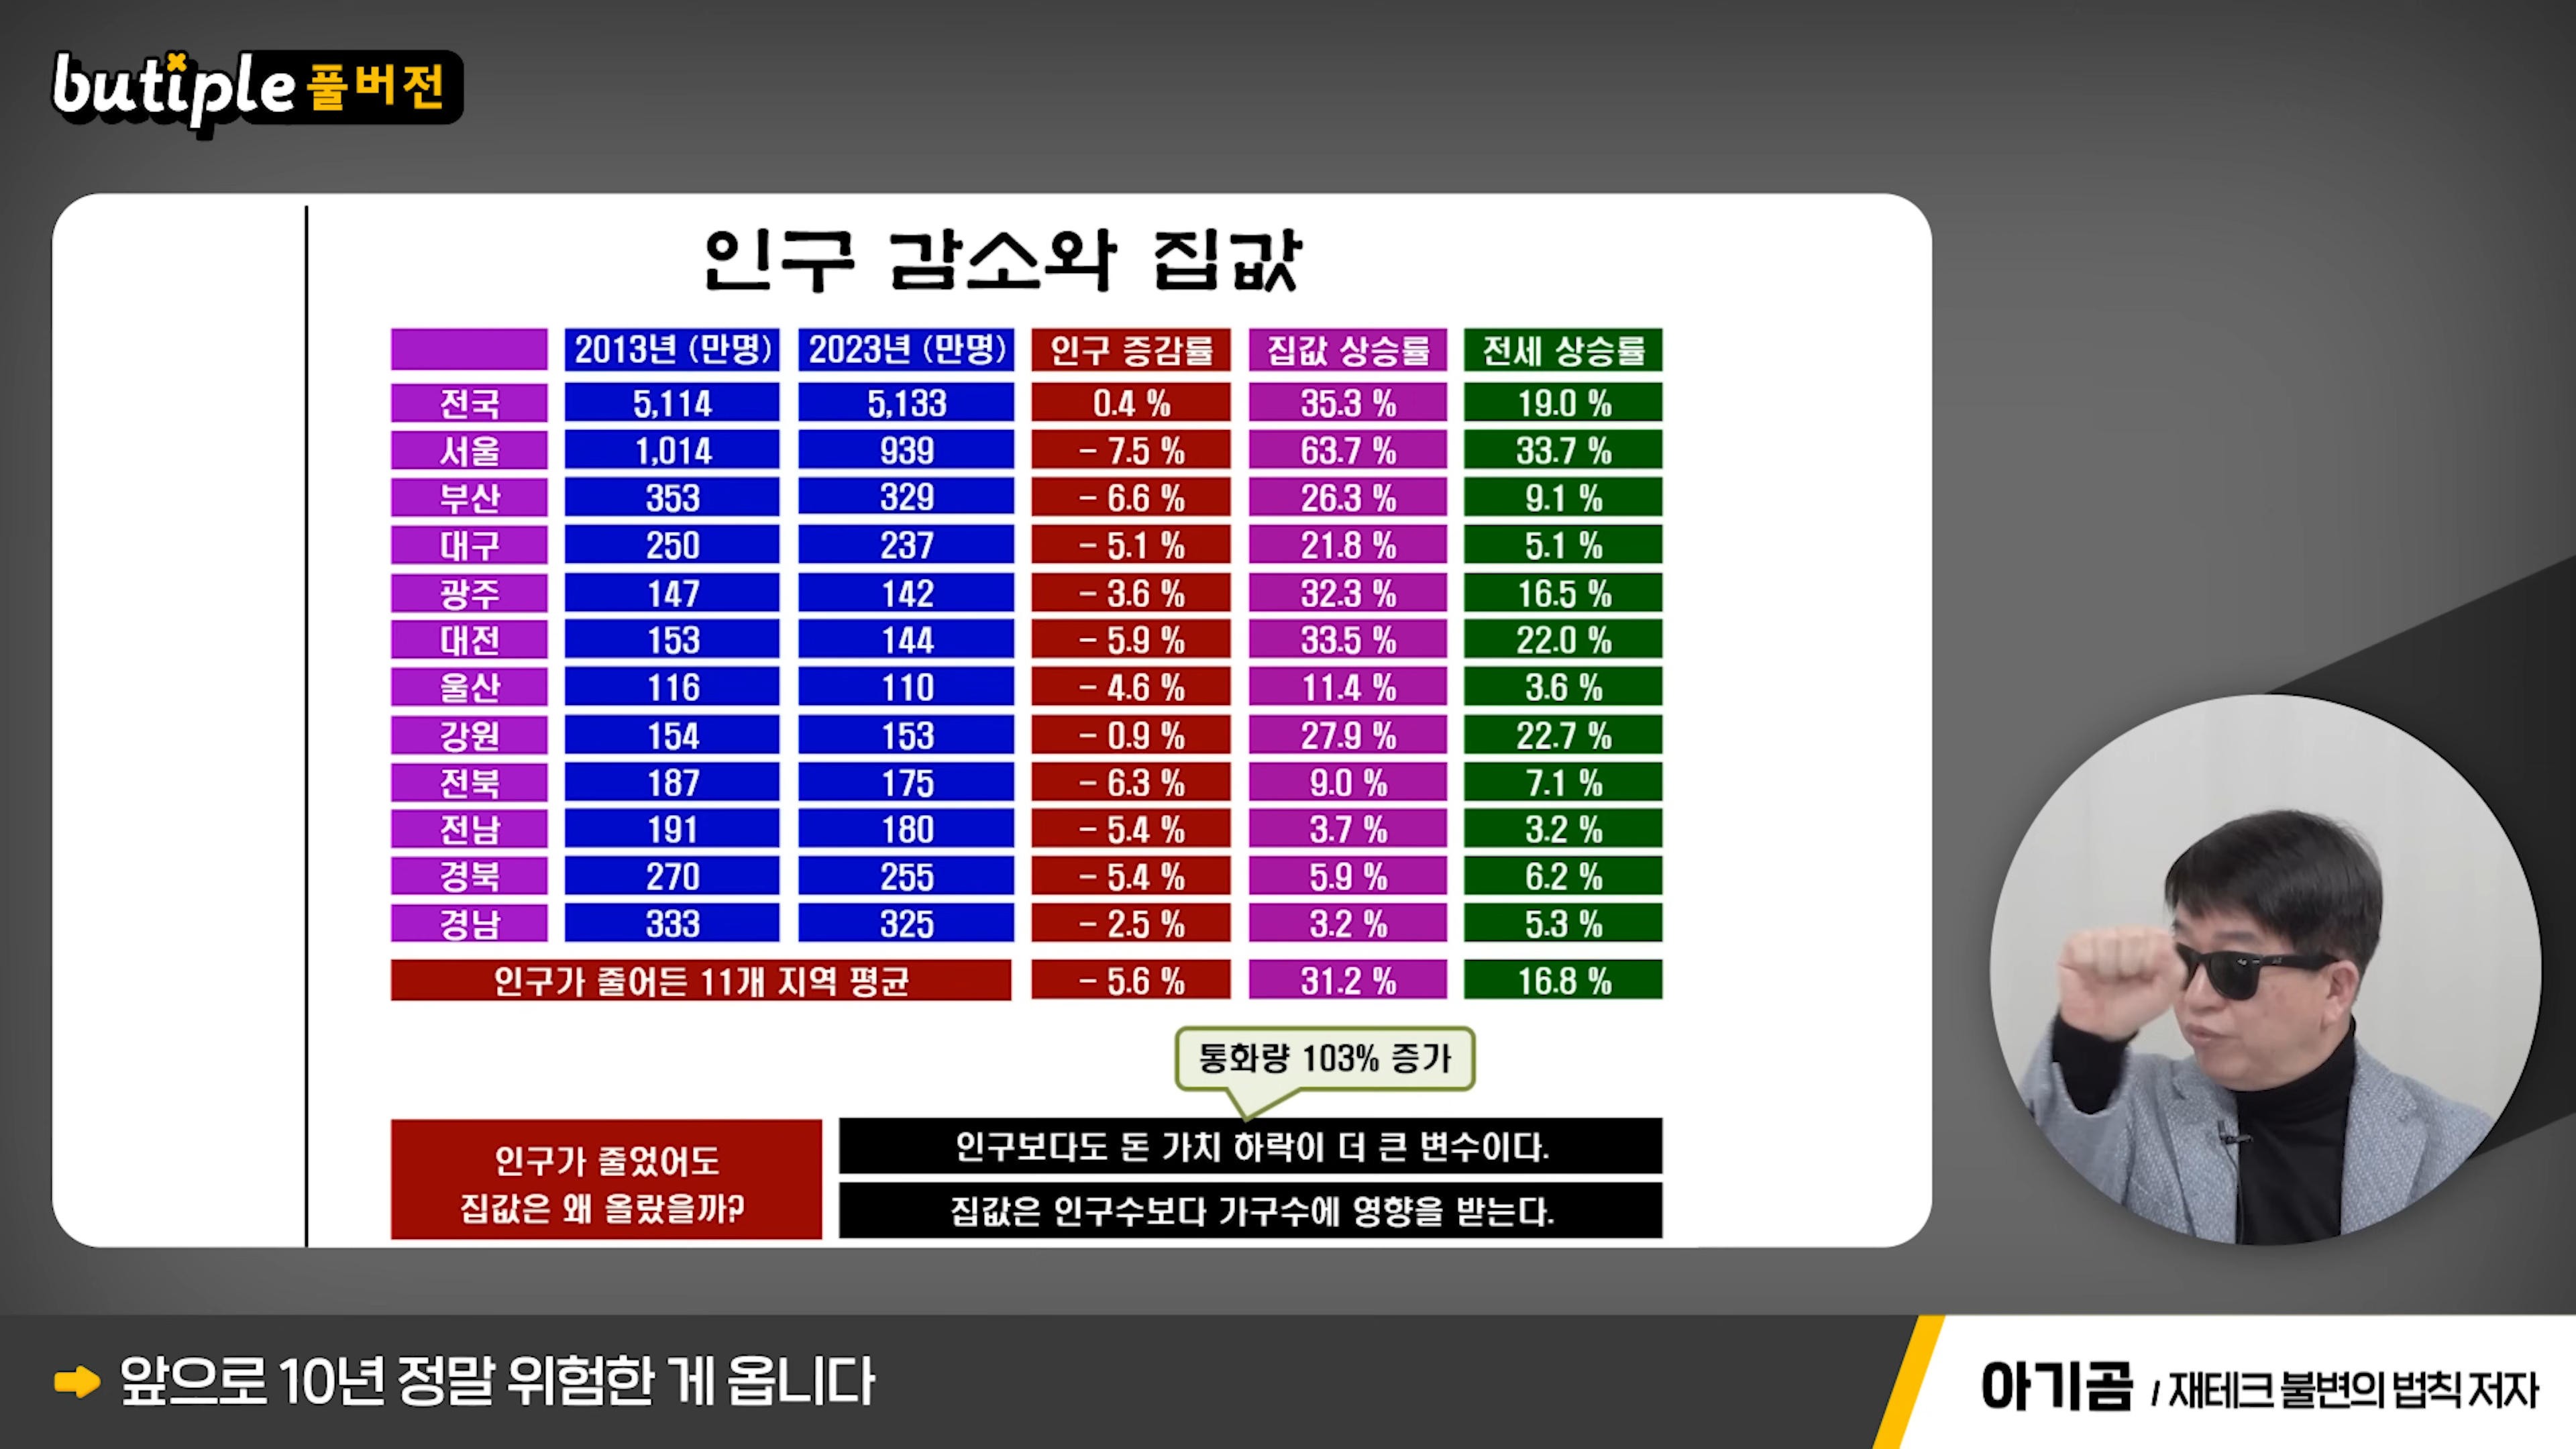 butiple 풀버전
인구 감소와 집값
2013년 (만명) 2023년 (만명) 인구 증감률 집값 상승률 전세 상승률
전국 5,114 5,133 0.4 % 35.3 % 19.0 %
서울 1,014 939 - 7.5 % 63.7 % 33.7 %
부산 353 329 - 6.6 % 26.3 % 9.1 %
대구 250 237 - 5.1 % 21.8 % 5.1 %
광주 147 142 - 3.6 % 32.3 % 16.5 %
대전 153 144 - 5.9 % 33.5 % 22.0 %
울산 116 110 - 4.6 % 11.4 % 3.6 %
강원 154 153 - 0.9 % 27.9 % 22.7 %
전북 187 175 - 6.3 % 9.0 % 7.1 %
전남 191 180 - 5.4 % 3.7 % 3.2 %
경북 270 255 - 5.4 % 5.9 % 6.2 %
경남 333 325 - 2.5 % 3.2 % 5.3 %
인구가 줄어든 11개 지역 평균 - 5.6 % 31.2 % 16.8 %
통화량 103% 증가
인구가 줄었어도
집값은 왜 올랐을까?
인구보다도 돈 가치 하락이 더 큰 변수이다.
집값은 인구수보다 가구수에 영향을 받는다.
앞으로 10년 정말 위험한 게 옵니다
아기곰 / 재테크 불변의 법칙 저자